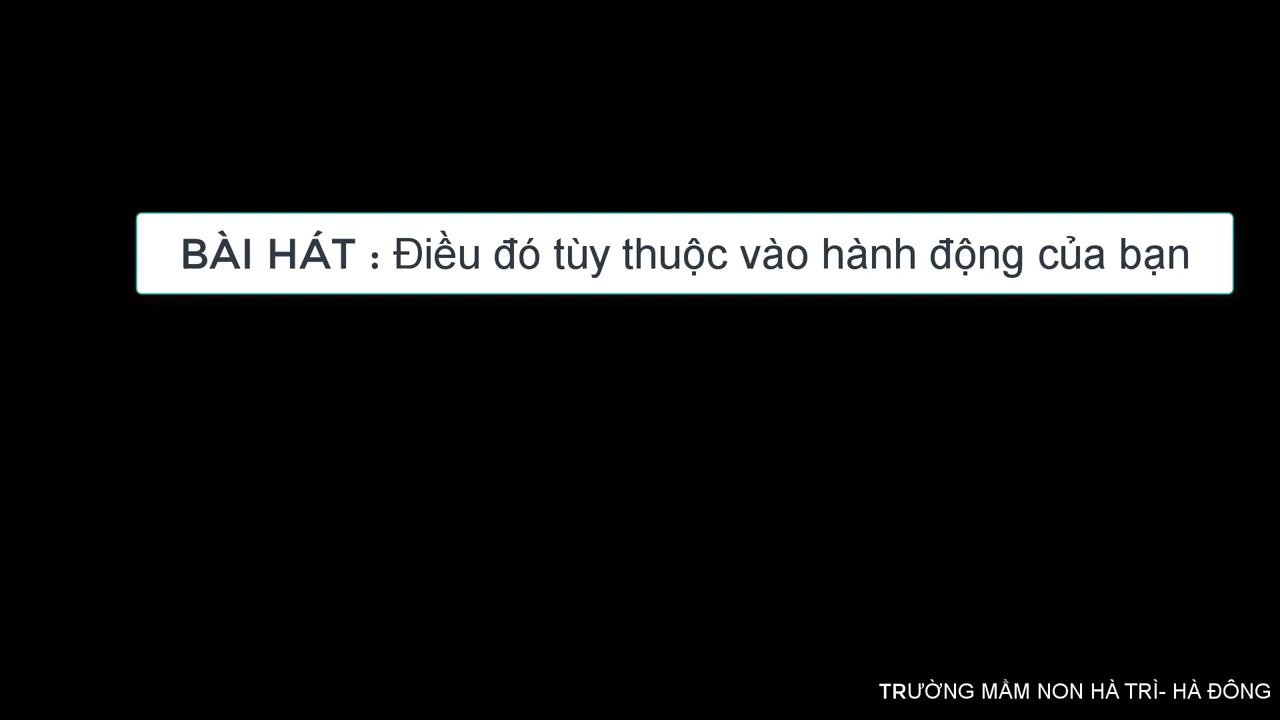 BÀI HÁT : Điều đó tùy thuộc vào hành động của bạn
TRƯỜNG MẦM NON HÀ TRÌ- HÀ ĐÔNG